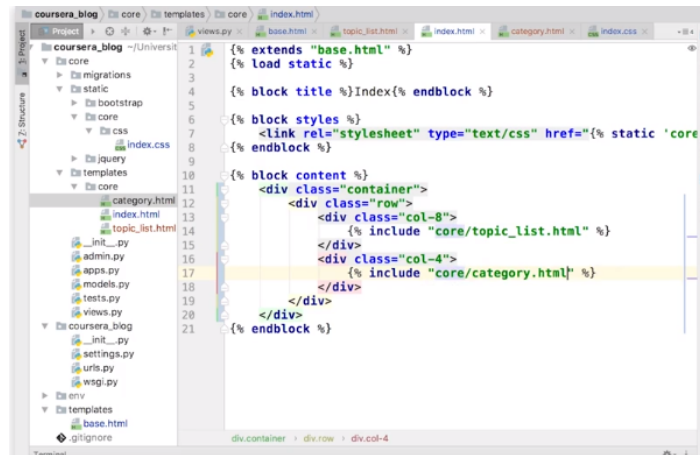 coursera_blog core templates core index.html
Project
views.py base.html topic_list.html index.html category.html index.css
1: Project
Z: Structure
coursera_blog ~/Universit
core
migrations
static
bootstrap
core
css
index.css
jquery
templates
core
category.html
index.html
topic_list.html
__init__.py
admin.py
apps.py
models.py
tests.py
views.py
coursera_blog
__init__.py
settings.py
urls.py
wsgi.py
env
templates
base.html
.gitignore
1 {% extends "base.html" %}
2 {% load static %}
3
4 {% block title %}Index{% endblock %}
5
6 {% block styles %}
7 <link rel="stylesheet" type="text/css" href="{% static 'core
8 {% endblock %}
9
10 {% block content %}
11 <div class="container">
12 <div class="row">
13 <div class="col-8">
14 {% include "core/topic_list.html" %}
15 </div>
16 <div class="col-4">
17 {% include "core/category.html" %}
18 </div>
19 </div>
20 </div>
21 {% endblock %}
div.container div.row div.col-4
Terminal